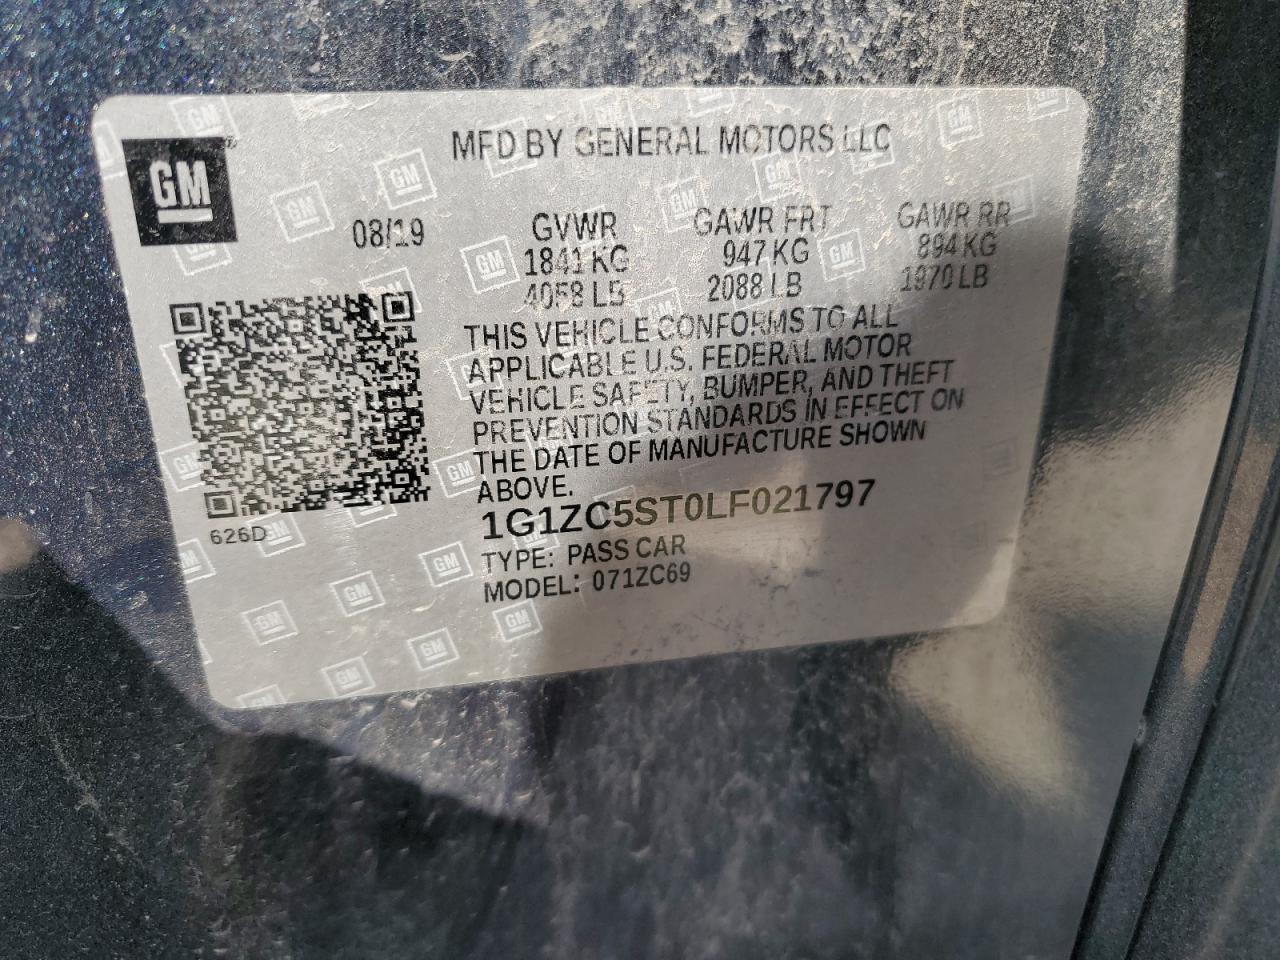 MFD BY GENERAL MOTORS LLC
GM
08/19
GVWR GAWR FRT GAWR RR
1841 KG 947 KG 894 KG
4058 LB 2088 LB 1970 LB
THIS VEHICLE CONFORMS TO ALL
APPLICABLE U.S. FEDERAL MOTOR
VEHICLE SAFETY, BUMPER, AND THEFT
PREVENTION STANDARDS IN EFFECT ON
THE DATE OF MANUFACTURE SHOWN
ABOVE.
1G1ZC5ST0LF021797
626D
TYPE: PASS CAR
MODEL: 071ZC69